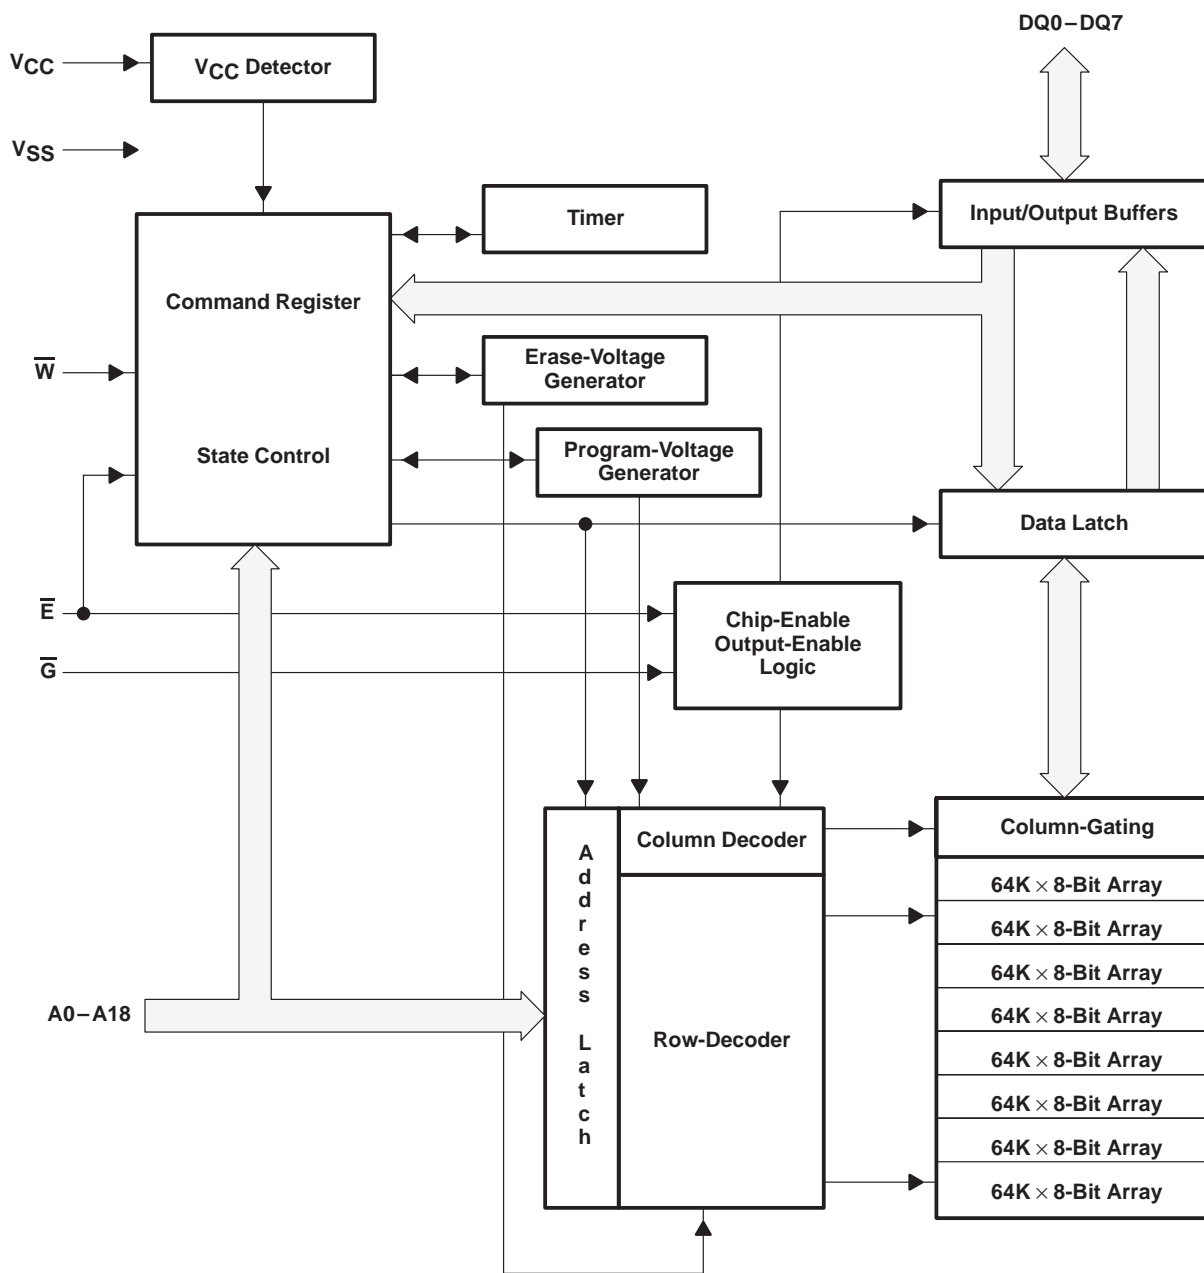 DQ0–DQ7
VCC
VCC Detector
VSS
Timer
Input/Output Buffers
Command Register
W̅
Erase-Voltage
Generator
State Control
Program-Voltage
Generator
Data Latch
E̅
G̅
Chip-Enable
Output-Enable
Logic
Address Latch
Column Decoder
Column-Gating
64K × 8-Bit Array
64K × 8-Bit Array
64K × 8-Bit Array
64K × 8-Bit Array
64K × 8-Bit Array
64K × 8-Bit Array
64K × 8-Bit Array
64K × 8-Bit Array
A0–A18
Row-Decoder